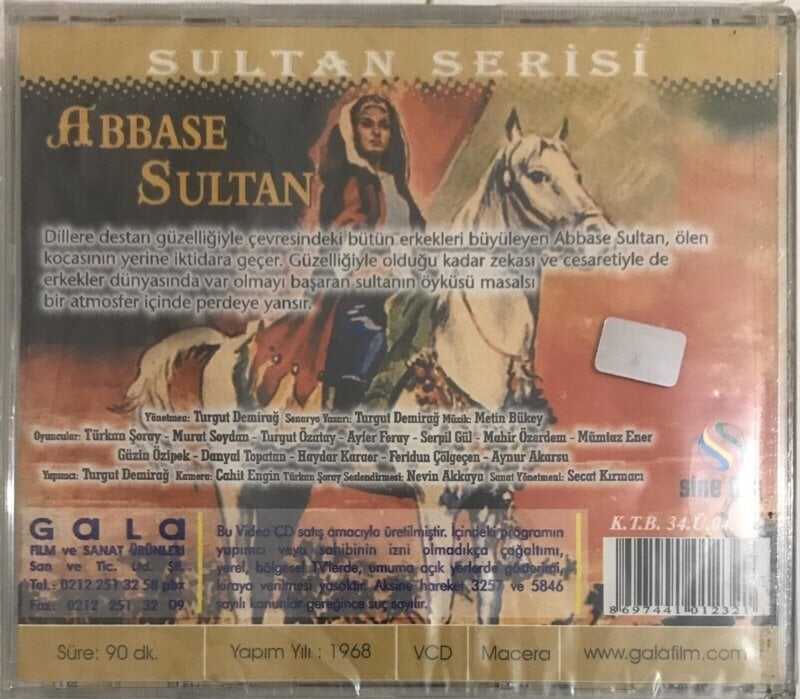 SULTAN SERİSİ
ABBASE
SULTAN
Dillere destan güzelliğiyle çevresindeki bütün erkekleri büyüleyen Abbase Sultan, ölen
kocasının yerine iktidara geçer. Güzelliğiyle olduğu kadar zekası ve cesaretiyle de
erkekler dünyasında var olmayı başaran sultanın öyküsü masalsı
bir atmosfer içinde perdeye yansır.
Yönetmen: Turgut Demirağ Senaryo Yazarı: Turgut Demirağ Müzik: Metin Bükey
Oyuncular: Türkan Şoray - Murat Soydan - Turgut Özatay - Ayfer Feray - Serpil Gül - Mahir Özerdem - Mümtaz Ener
Güzin Özipek - Danyal Topatan - Haydar Karaer - Feridun Çölgeçen - Aynur Akarsu
Yapımcı: Turgut Demirağ Kamera: Cahit Engin Türkan Şoray Seslendirmesi: Nevin Akkaya Sanat Yönetmeni: Secat Kırmacı
GALA
FİLM ve SANAT ÜRÜNLERİ
San ve Tic. Ltd. Şti.
Tel.: 0212 251 32 58 pbx
Fax: 0212 251 32 09
Bu Video CD satış amacıyla üretilmiştir. İçindeki programın
yapımcı veya sahibinin izni olmadıkça çoğaltımı,
yerel, bölgesel TV'lerde, umuma açık yerlerde gösterimi,
kiraya verilmesi yasaktır. Aksine hareket 3257 ve 5846
sayılı kanunlar gereğince suç sayılır.
sine
K.T.B. 34.Ü.
8697441012321
Süre: 90 dk.
Yapım Yılı : 1968
VCD
Macera
www.galafilm.com